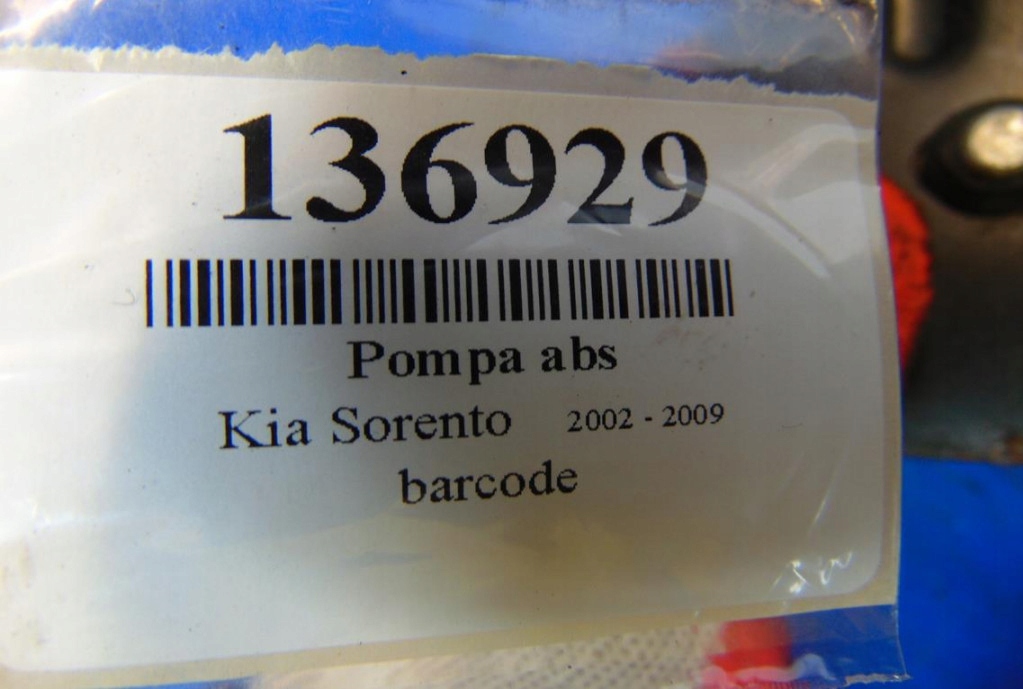 136929
Pompa abs
Kia Sorento 2002 - 2009
barcode